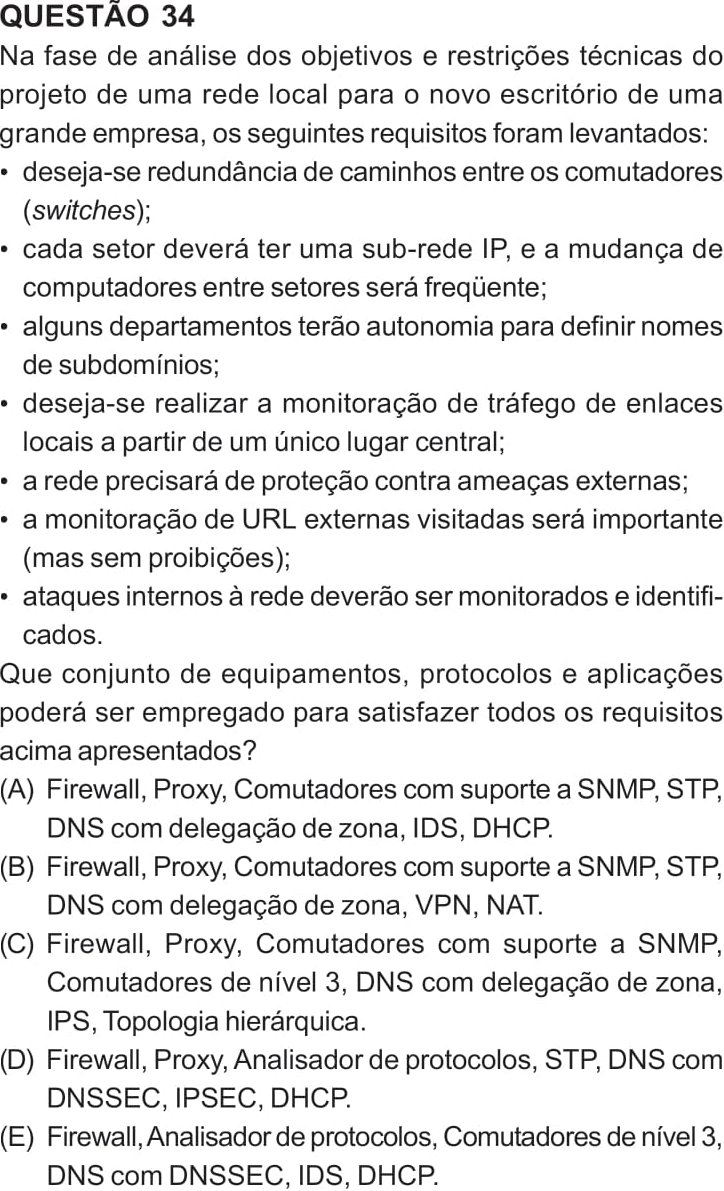 QUESTÃO 34
Na fase de análise dos objetivos e restrições técnicas do
projeto de uma rede local para o novo escritório de uma
grande empresa, os seguintes requisitos foram levantados:
• deseja-se redundância de caminhos entre os comutadores
(switches);
• cada setor deverá ter uma sub-rede IP, e a mudança de
computadores entre setores será freqüente;
• alguns departamentos terão autonomia para definir nomes
de subdomínios;
• deseja-se realizar a monitoração de tráfego de enlaces
locais a partir de um único lugar central;
• a rede precisará de proteção contra ameaças externas;
• a monitoração de URL externas visitadas será importante
(mas sem proibições);
• ataques internos à rede deverão ser monitorados e identifi-
cados.
Que conjunto de equipamentos, protocolos e aplicações
poderá ser empregado para satisfazer todos os requisitos
acima apresentados?
(A) Firewall, Proxy, Comutadores com suporte a SNMP, STP,
DNS com delegação de zona, IDS, DHCP.
(B) Firewall, Proxy, Comutadores com suporte a SNMP, STP,
DNS com delegação de zona, VPN, NAT.
(C) Firewall, Proxy, Comutadores com suporte a SNMP,
Comutadores de nível 3, DNS com delegação de zona,
IPS, Topologia hierárquica.
(D) Firewall, Proxy, Analisador de protocolos, STP, DNS com
DNSSEC, IPSEC, DHCP.
(E) Firewall, Analisador de protocolos, Comutadores de nível 3,
DNS com DNSSEC, IDS, DHCP.